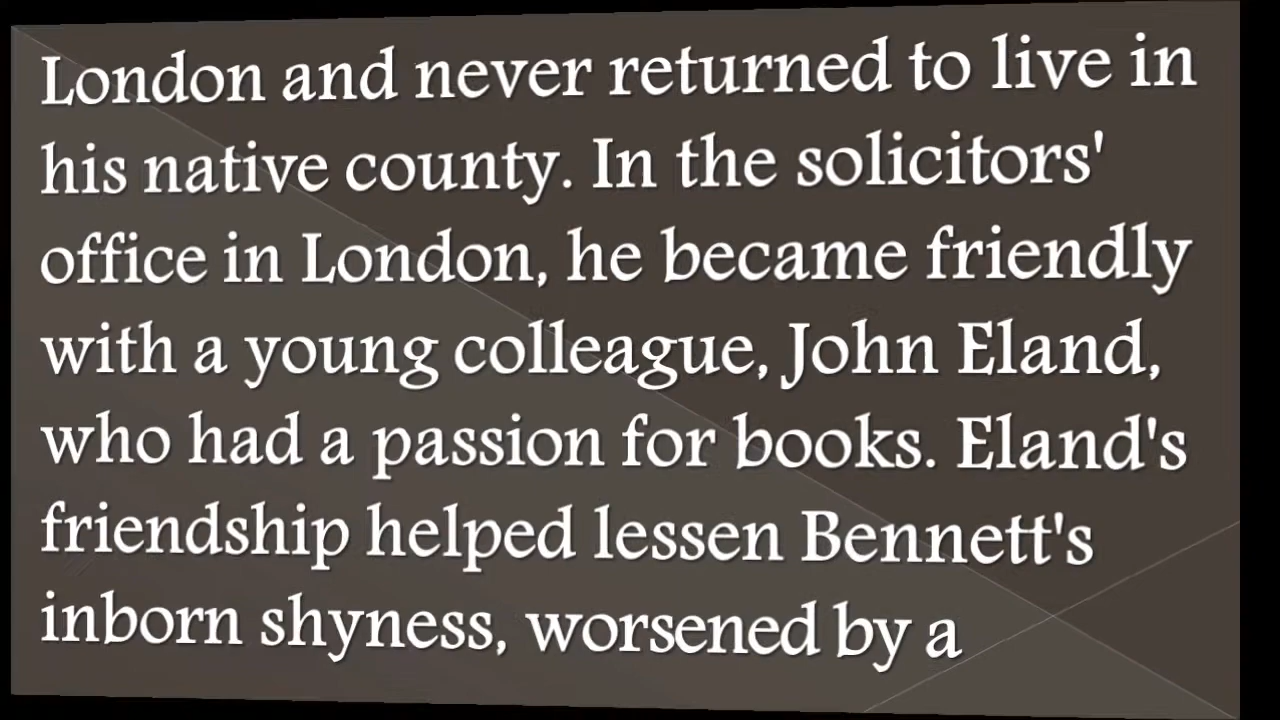 London and never returned to live in
his native county. In the solicitors'
office in London, he became friendly
with a young colleague, John Eland,
who had a passion for books. Eland's
friendship helped lessen Bennett's
inborn shyness, worsened by a